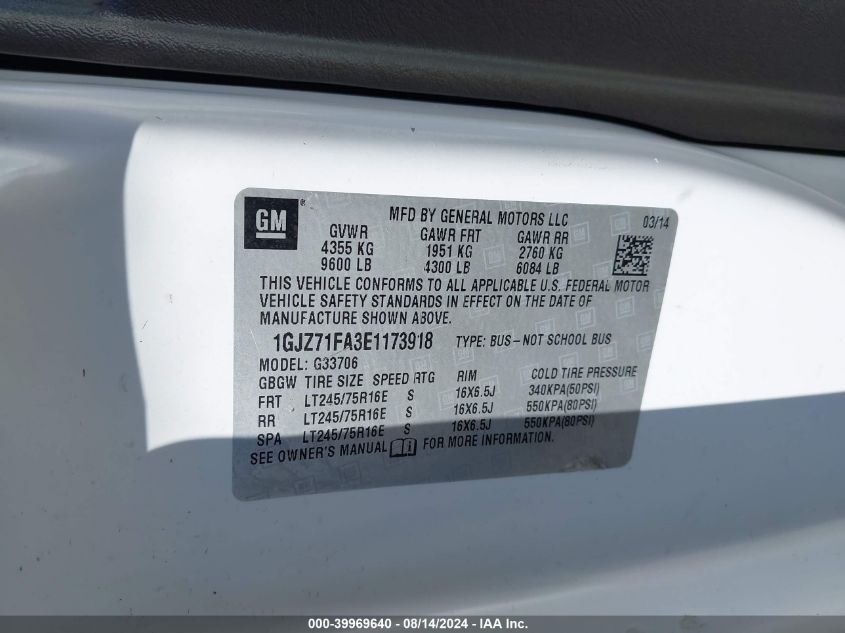 GM
®
MFD BY GENERAL MOTORS LLC
03/14
GVWR GAWR FRT GAWR RR
4355 KG 1951 KG 2760 KG
9600 LB 4300 LB 6084 LB
THIS VEHICLE CONFORMS TO ALL APPLICABLE U.S. FEDERAL MOTOR
VEHICLE SAFETY STANDARDS IN EFFECT ON THE DATE OF
MANUFACTURE SHOWN ABOVE.
1GJZ71FA3E1173918 TYPE: BUS-NOT SCHOOL BUS
MODEL: G33706
GBGW TIRE SIZE SPEED RTG RIM COLD TIRE PRESSURE
FRT LT245/75R16E S 16X6.5J 340KPA(50PSI)
RR LT245/75R16E S 16X6.5J 550KPA(80PSI)
SPA LT245/75R16E S 16X6.5J 550KPA(80PSI)
SEE OWNER'S MANUAL FOR MORE INFORMATION.
000-39969640 - 08/14/2024 - IAAI Inc.